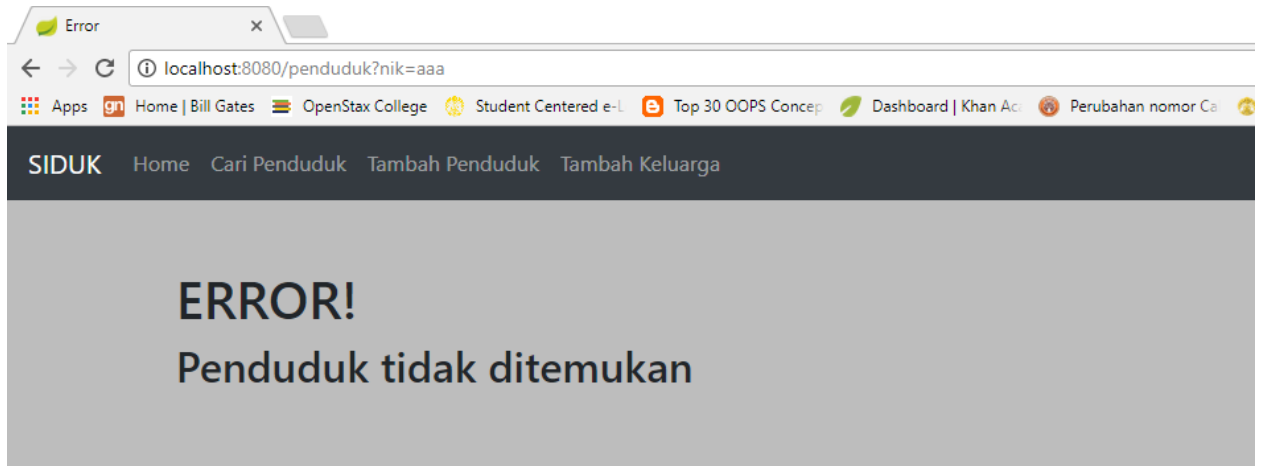 Error
localhost:8080/penduduk?nik=aaa
Apps gn Home | Bill Gates OpenStax College Student Centered e-L Top 30 OOPS Concep Dashboard | Khan Ac Perubahan nomor Ca
SIDUK Home Cari Penduduk Tambah Penduduk Tambah Keluarga
ERROR!
Penduduk tidak ditemukan